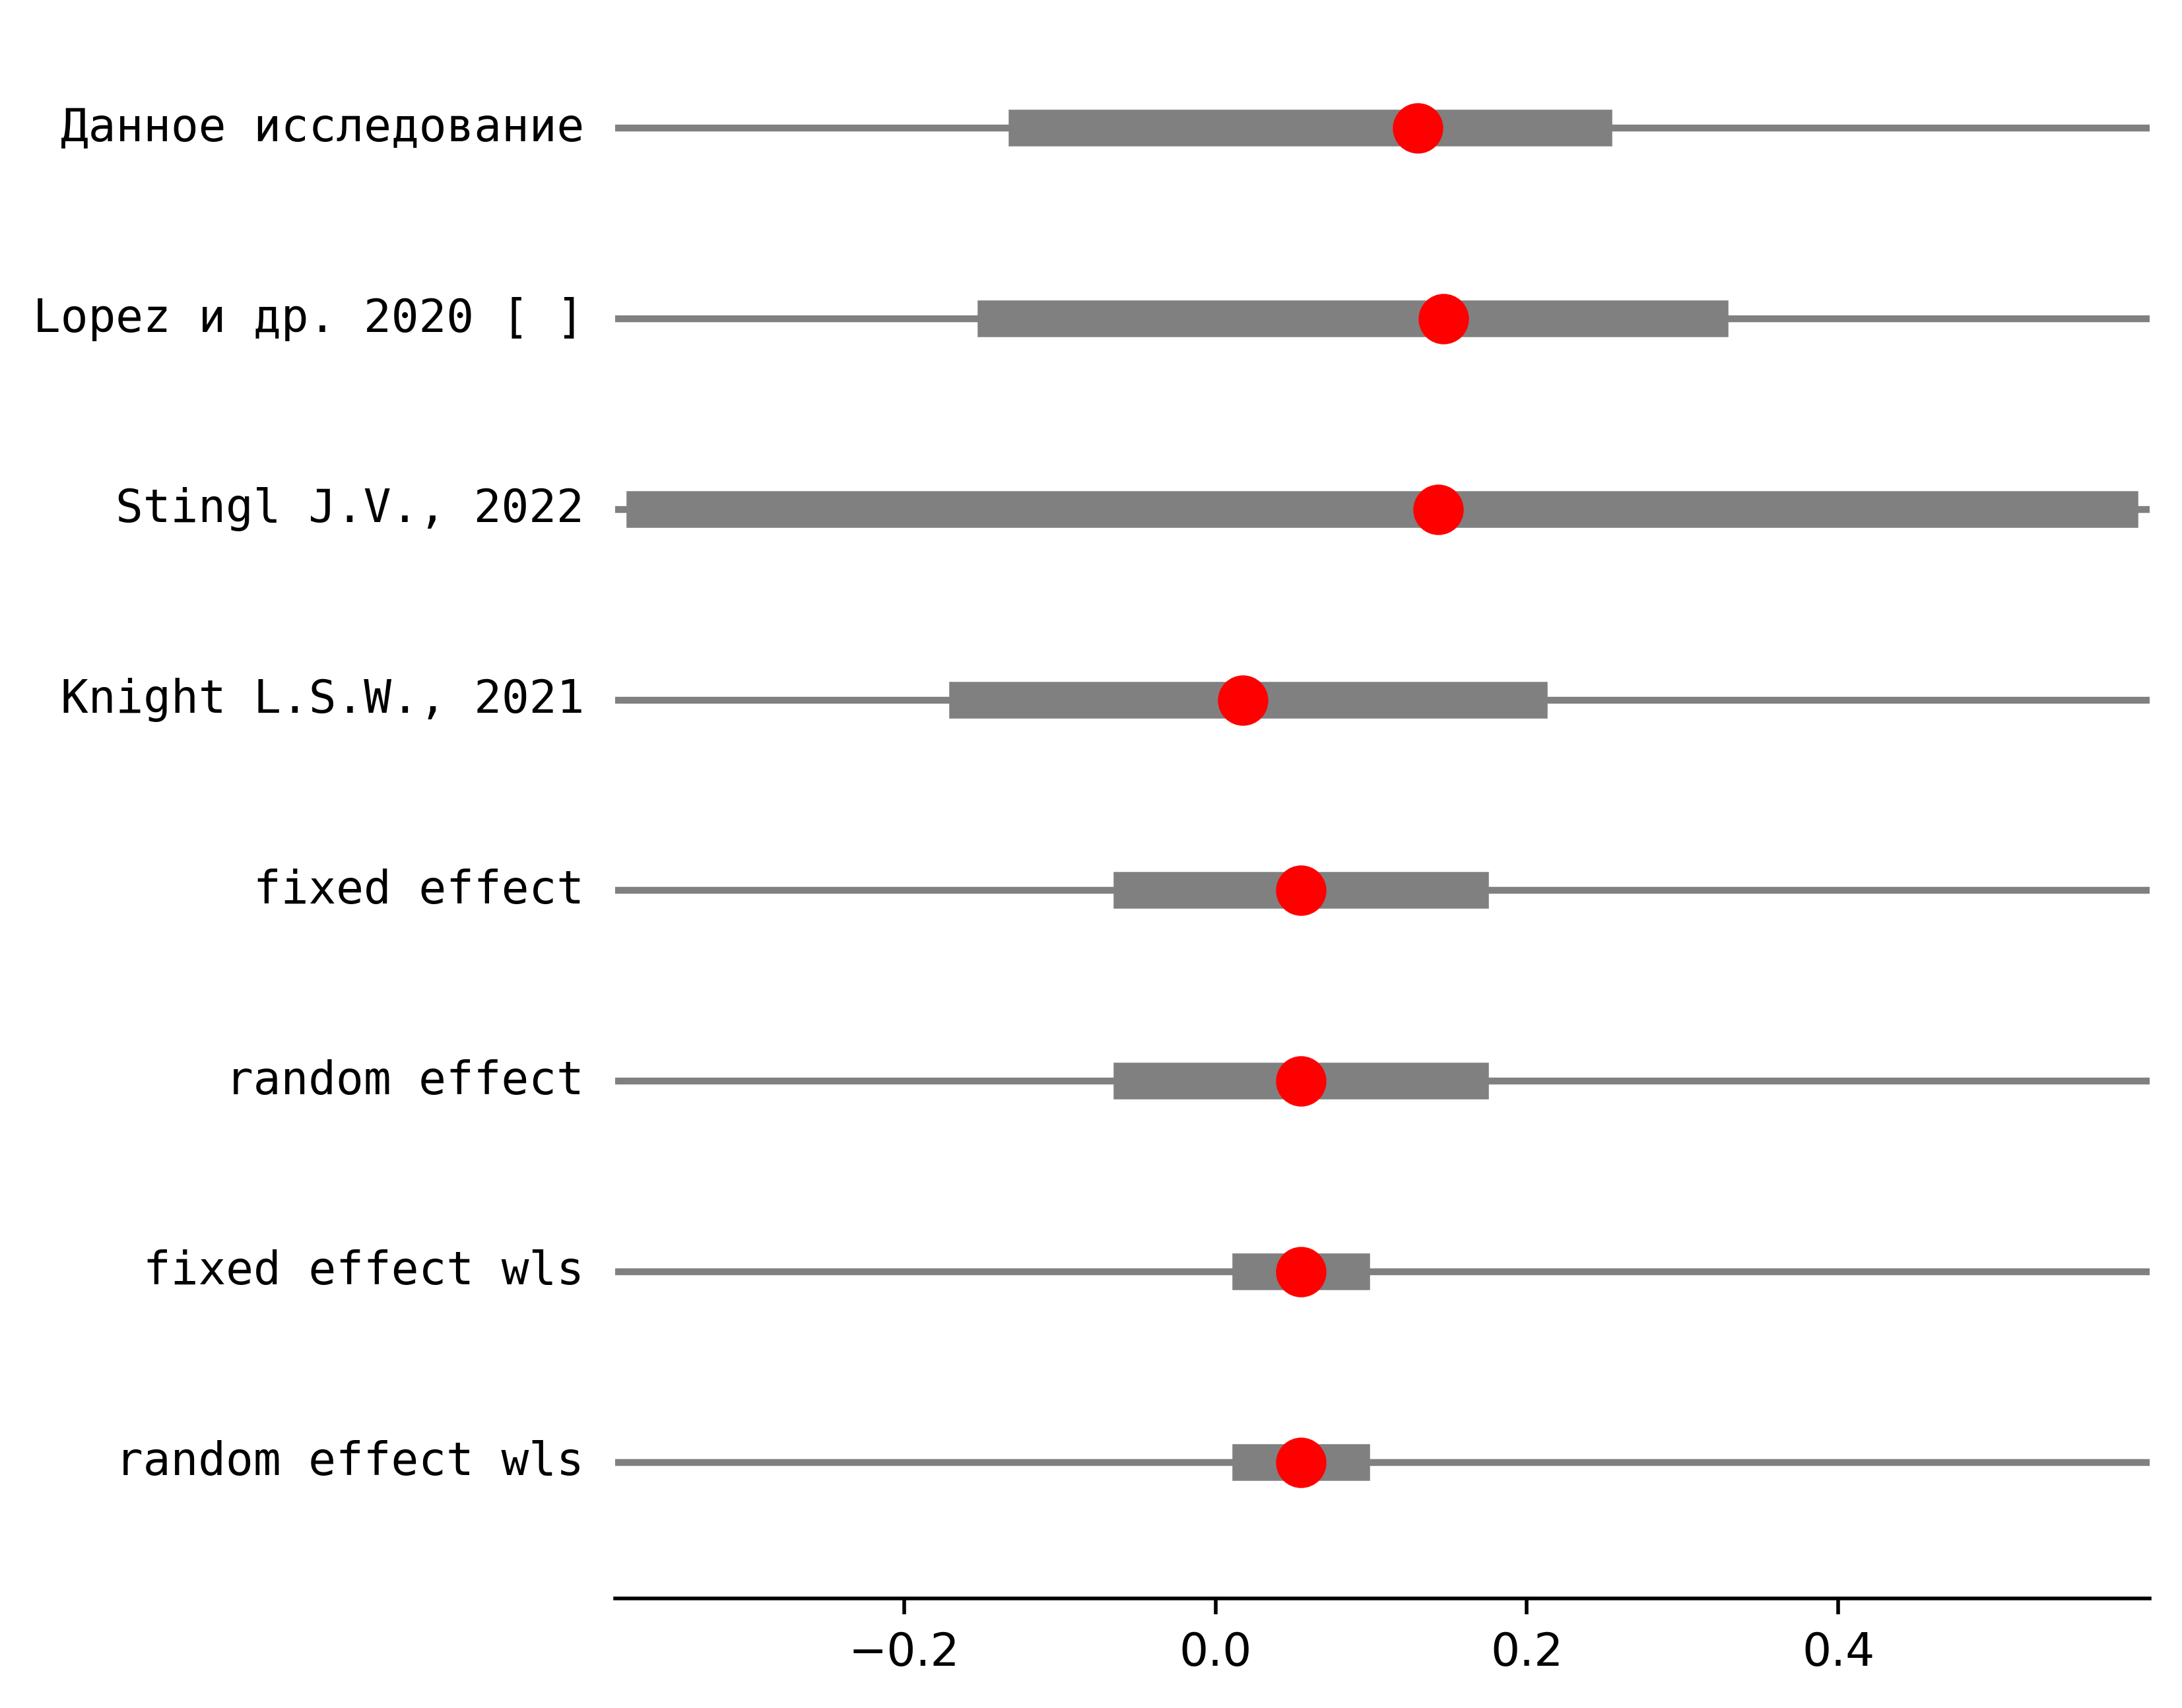 Данное исследование
Lopez и др. 2020 [ ]
Stingl J.V., 2022
Knight L.S.W., 2021
fixed effect
random effect
fixed effect wls
random effect wls
−0.2 0.0 0.2 0.4